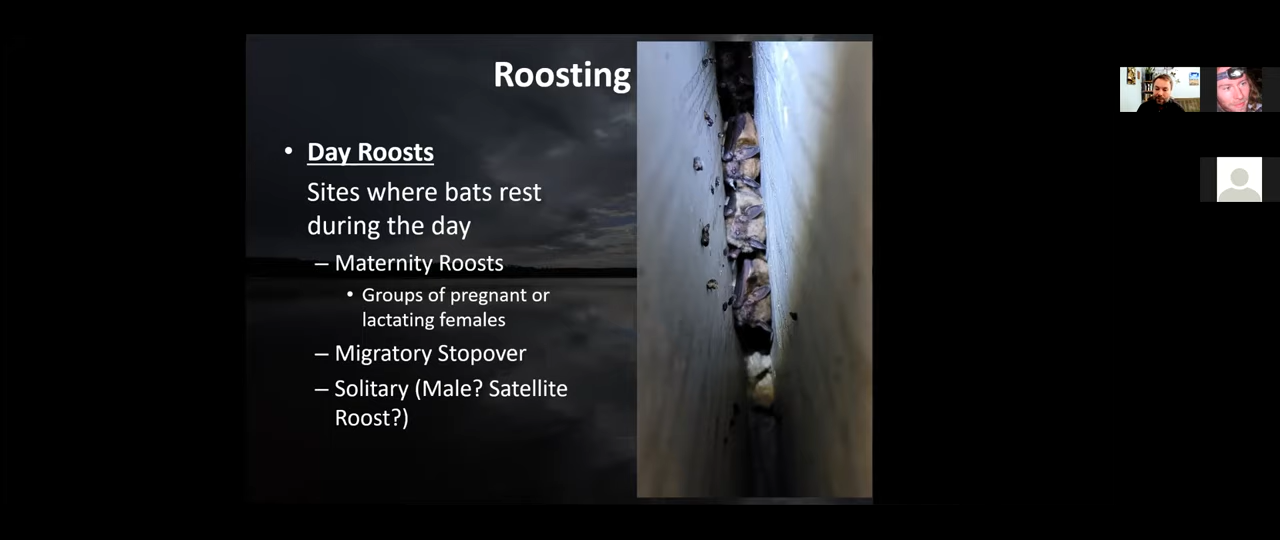 Roosting
• Day Roosts
Sites where bats rest
during the day
– Maternity Roosts
• Groups of pregnant or
lactating females
– Migratory Stopover
– Solitary (Male? Satellite
Roost?)